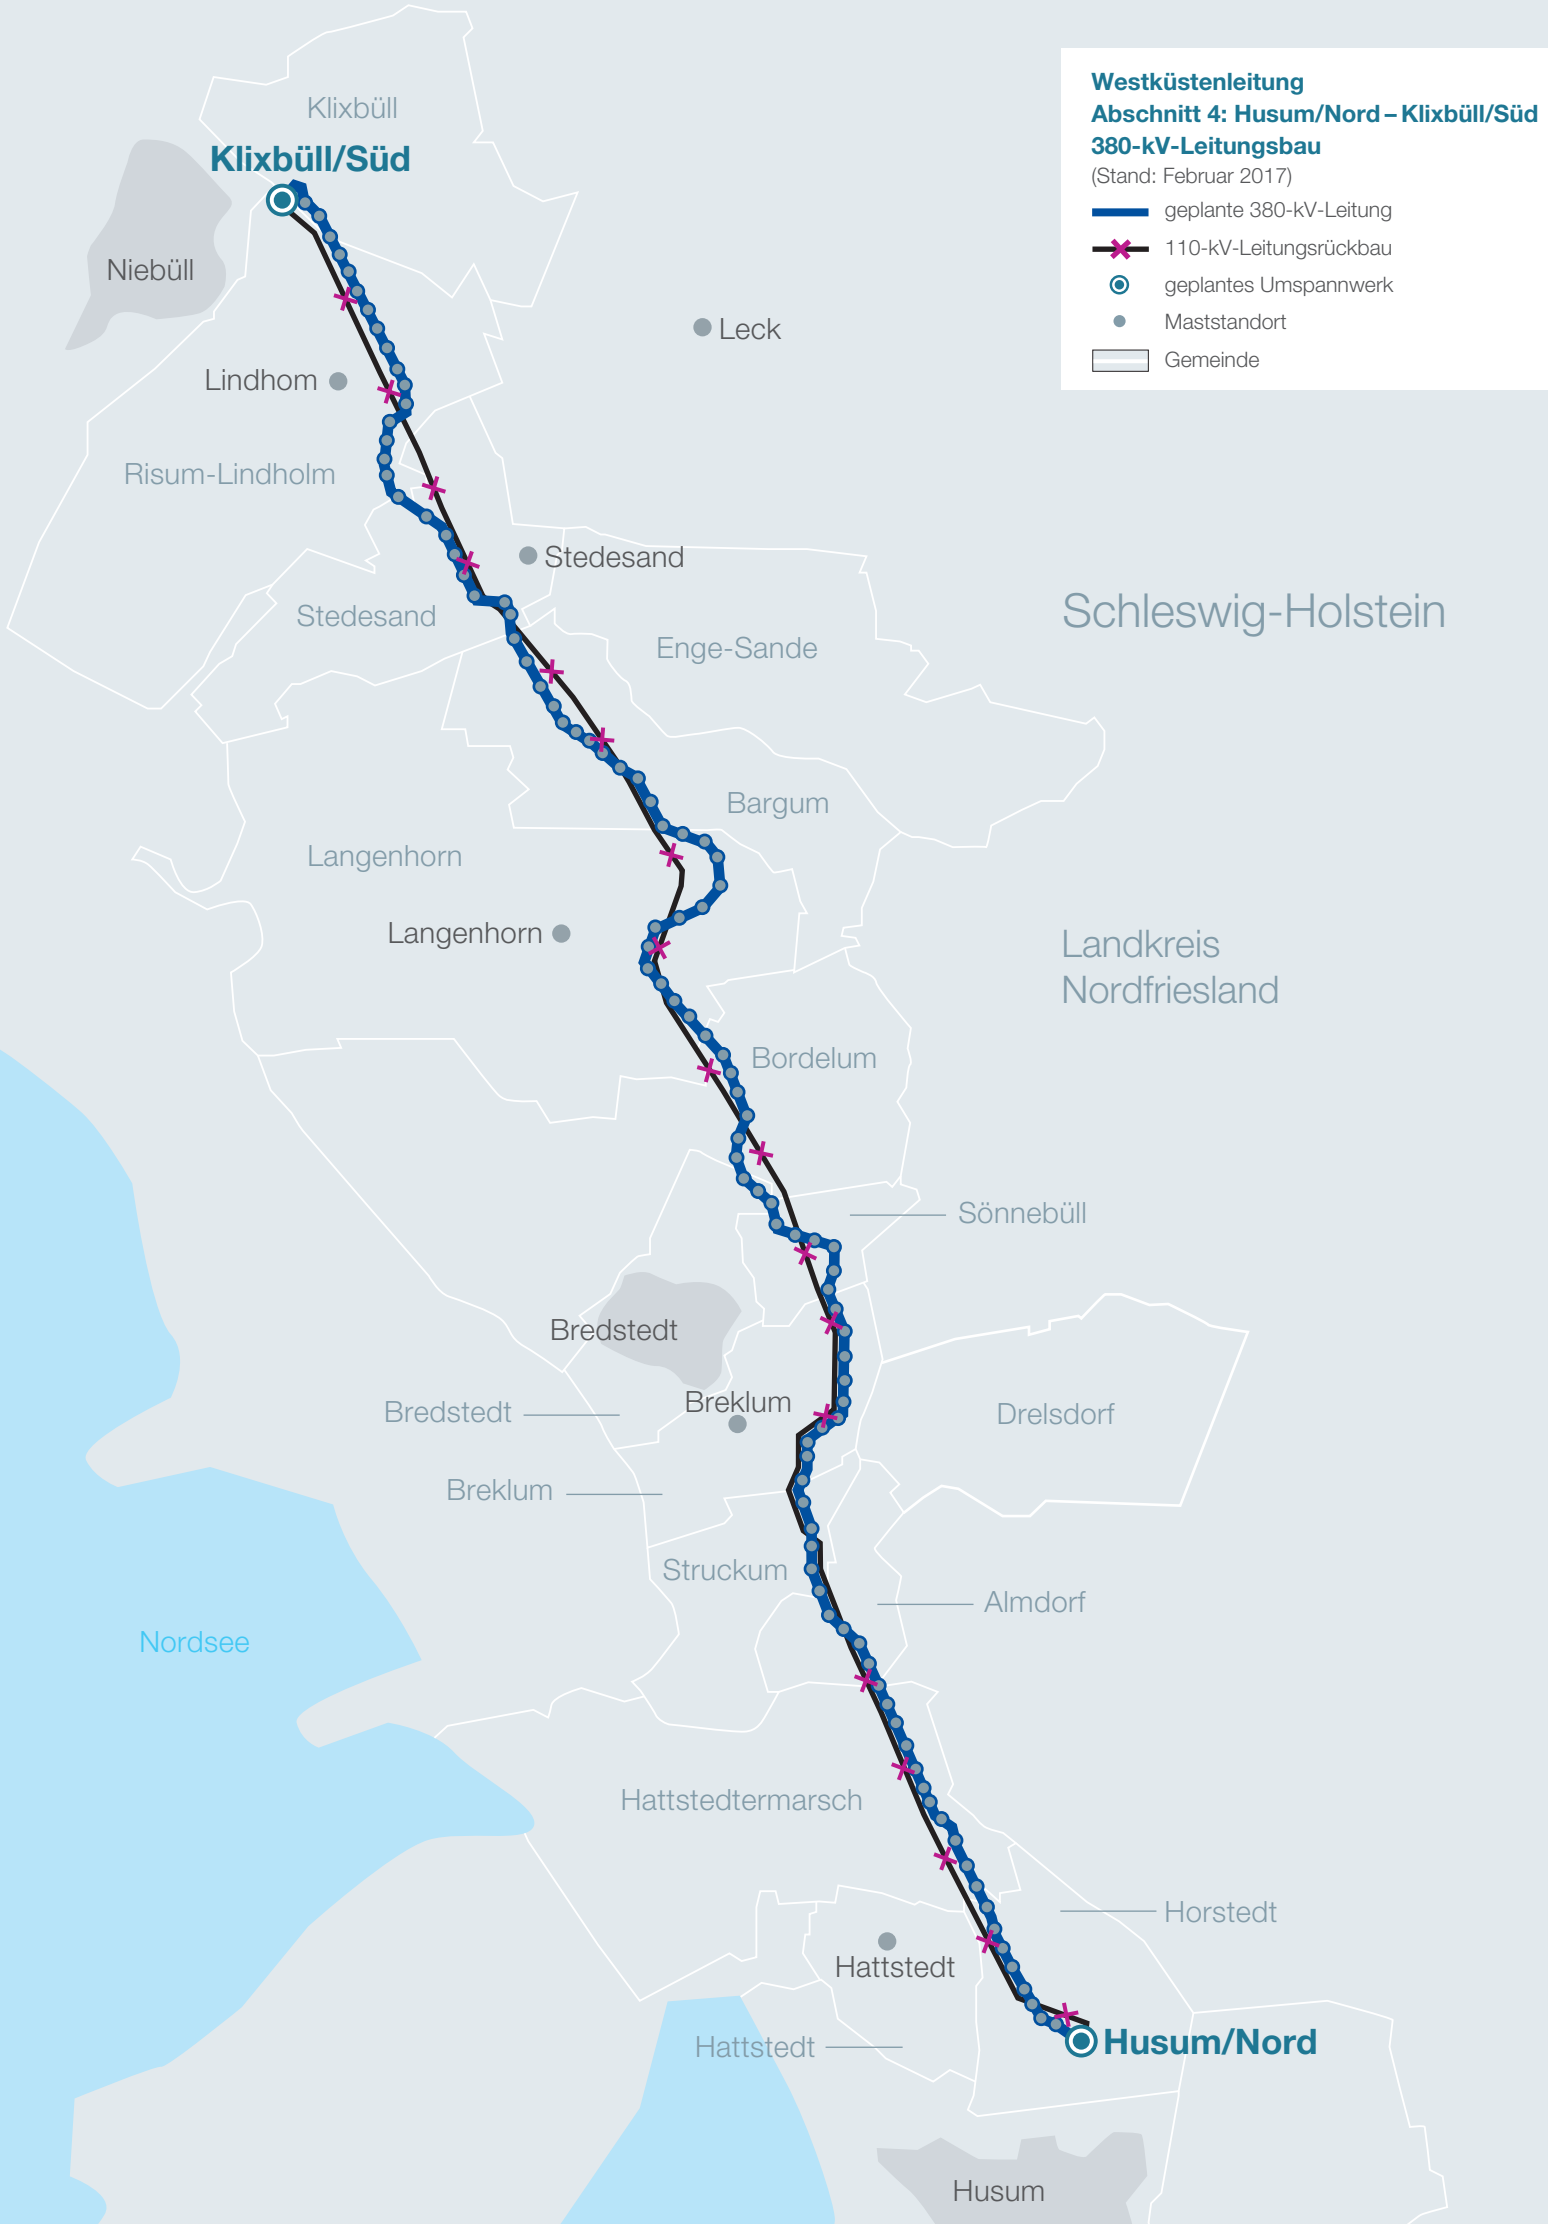 Westküstenleitung
Abschnitt 4: Husum/Nord – Klixbüll/Süd
380-kV-Leitungsbau
(Stand: Februar 2017)
geplante 380-kV-Leitung
110-kV-Leitungsrückbau
geplantes Umspannwerk
Maststandort
Gemeinde
Klixbüll
Klixbüll/Süd
Niebüll
Leck
Lindhom
Risum-Lindholm
Stedesand
Stedesand
Schleswig-Holstein
Enge-Sande
Bargum
Langenhorn
Langenhorn
Landkreis
Nordfriesland
Bordelum
Sönnebüll
Bredstedt
Breklum
Bredstedt
Drelsdorf
Breklum
Struckum
Almdorf
Nordsee
Hattstedtermarsch
Horstedt
Hattstedt
Hattstedt
Husum/Nord
Husum